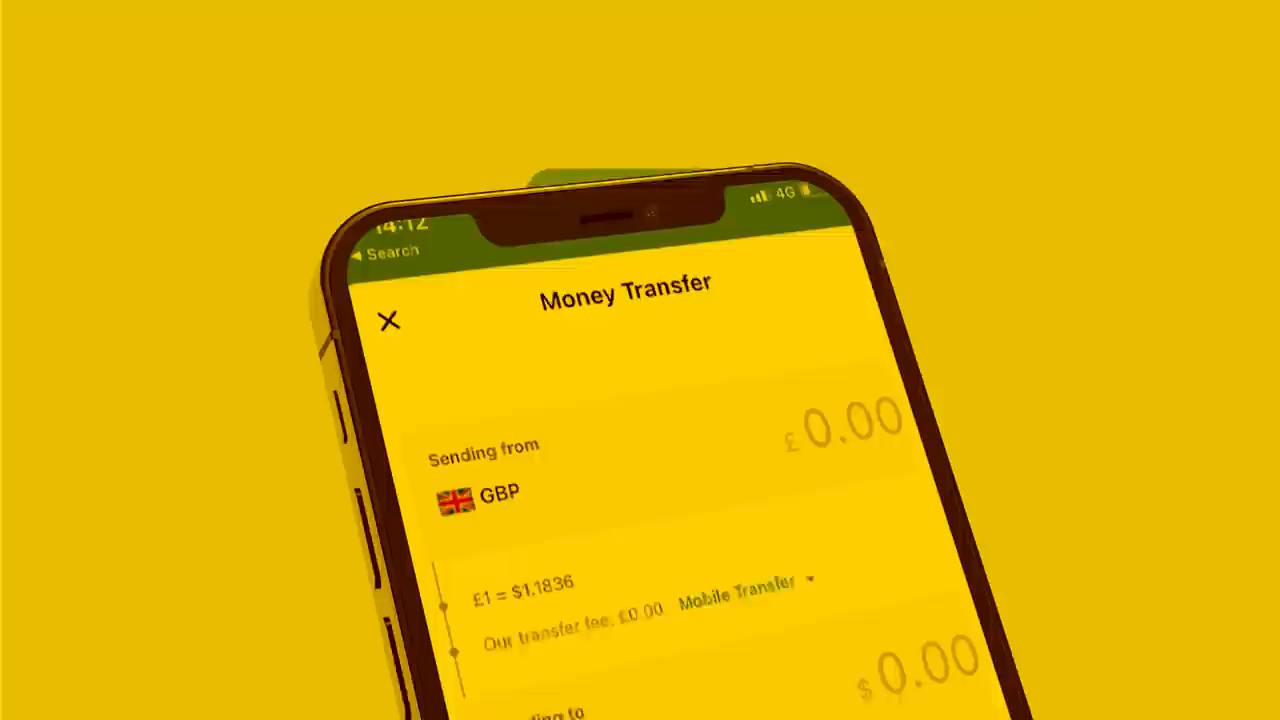 14:12
4G
Search
Money Transfer
£ 0.00
Sending from
GBP
£1 = $1.1836
Our transfer fee: £0.00 Mobile Transfer
$ 0.00
to